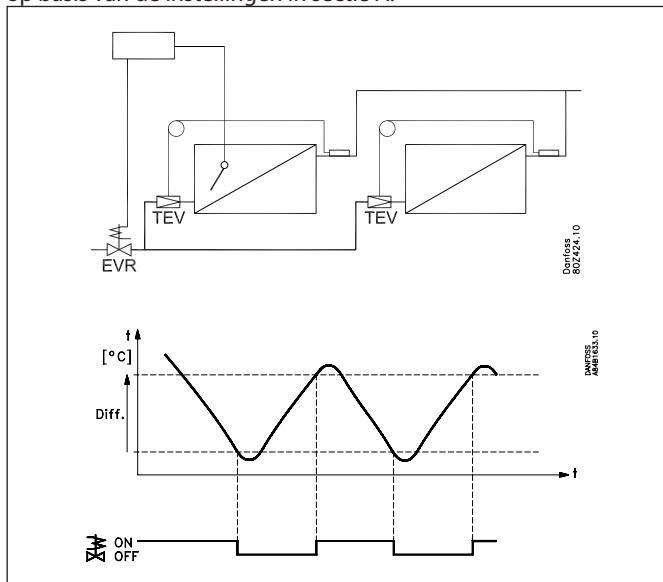 op basis van de instellingen in sectie A.
TEV
TEV
EVR
Danfoss
80Z424.10
t
[°C]
Diff.
t
DANFOSS
A84B1633.10
ON
OFF